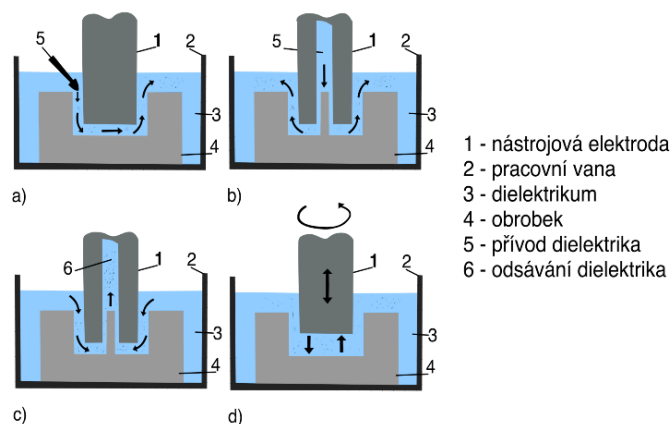 5
1
2
3
4
a)
5
1
2
3
4
b)
6
1
2
3
4
c)
1
2
3
4
d)
1 - nástrojová elektroda
2 - pracovní vana
3 - dielektrikum
4 - obrobek
5 - přívod dielektrika
6 - odsávání dielektrika